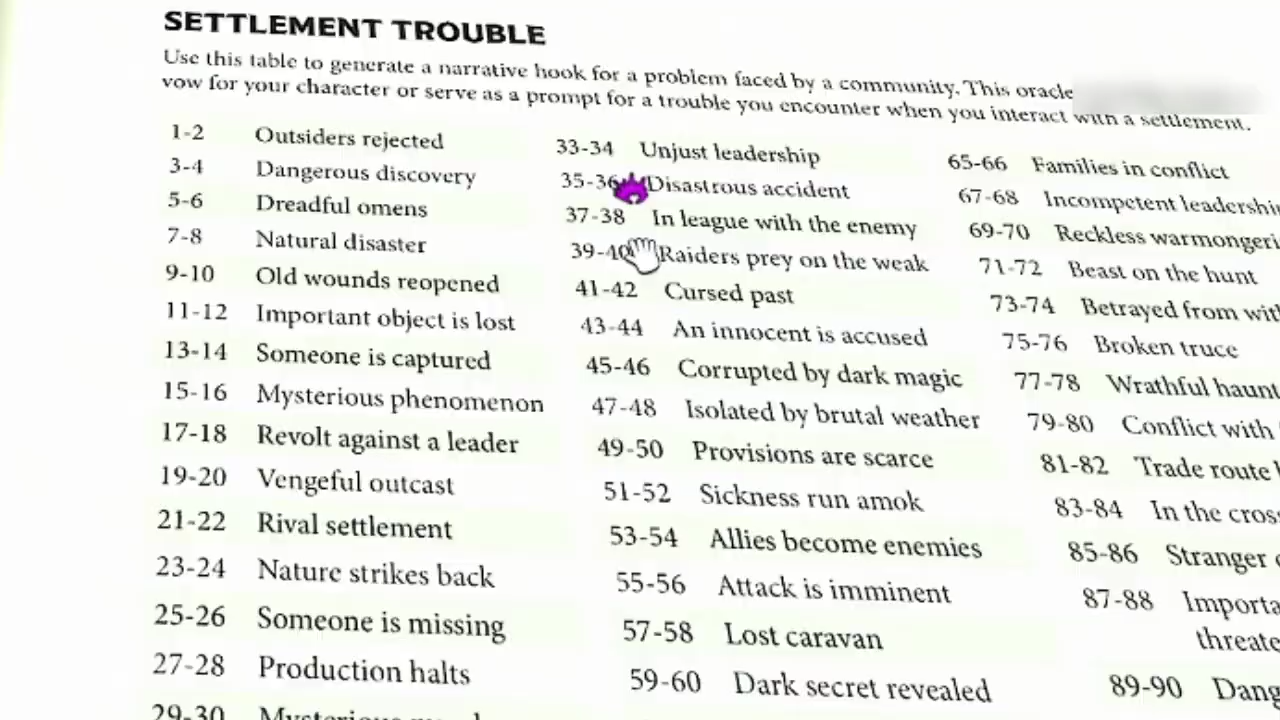 SETTLEMENT TROUBLE
Use this table to generate a narrative hook for a problem faced by a community. This oracle
vow for your character or serve as a prompt for a trouble you encounter when you interact with a settlement.
1-2 Outsiders rejected
3-4 Dangerous discovery
5-6 Dreadful omens
7-8 Natural disaster
9-10 Old wounds reopened
11-12 Important object is lost
13-14 Someone is captured
15-16 Mysterious phenomenon
17-18 Revolt against a leader
19-20 Vengeful outcast
21-22 Rival settlement
23-24 Nature strikes back
25-26 Someone is missing
27-28 Production halts
29-30 Mysterious
33-34 Unjust leadership
35-36 Disastrous accident
37-38 In league with the enemy
39-40 Raiders prey on the weak
41-42 Cursed past
43-44 An innocent is accused
45-46 Corrupted by dark magic
47-48 Isolated by brutal weather
49-50 Provisions are scarce
51-52 Sickness run amok
53-54 Allies become enemies
55-56 Attack is imminent
57-58 Lost caravan
59-60 Dark secret revealed
65-66 Families in conflict
67-68 Incompetent leadershi
69-70 Reckless warmongeri
71-72 Beast on the hunt
73-74 Betrayed from wit
75-76 Broken truce
77-78 Wrathful haunt
79-80 Conflict with
81-82 Trade route
83-84 In the cros
85-86 Stranger
87-88 Importa
threate
89-90 Dang